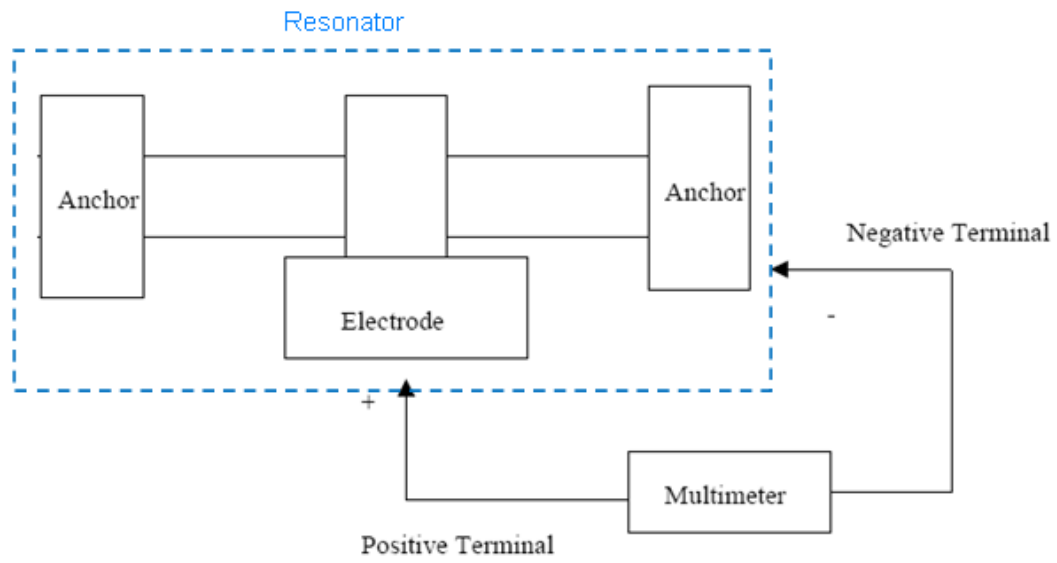 Resonator
Anchor
Anchor
Negative Terminal
Electrode
-
+
Multimeter
Positive Terminal